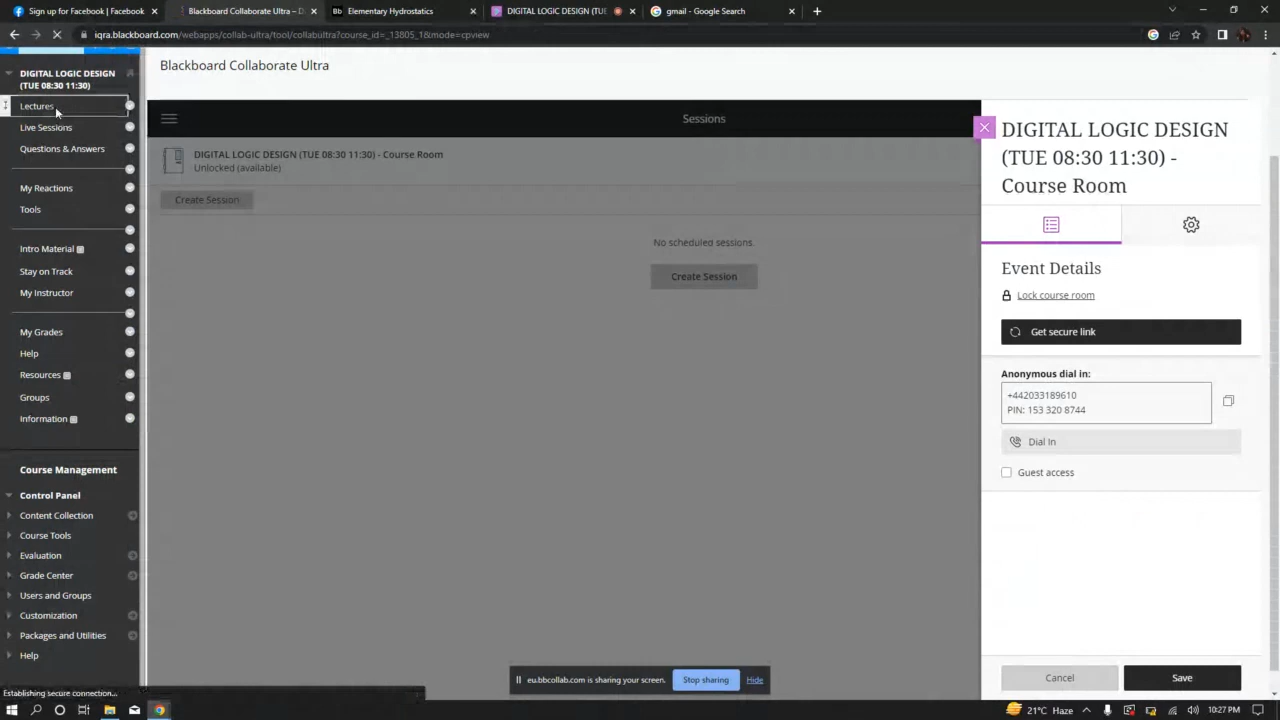 Sign up for Facebook | Facebook
Blackboard Collaborate Ultra – D
Elementary Hydrostatics
DIGITAL LOGIC DESIGN (TUE
gmail - Google Search
iqra.blackboard.com/webapps/collab-ultra/tool/collabultra?course_id=_13805_1&mode=cpview
Blackboard Collaborate Ultra
DIGITAL LOGIC DESIGN
(TUE 08:30 11:30)
Lectures
Live Sessions
Questions & Answers
My Reactions
Tools
Intro Material
Stay on Track
My Instructor
My Grades
Help
Resources
Groups
Information
Course Management
Control Panel
Content Collection
Course Tools
Evaluation
Grade Center
Users and Groups
Customization
Packages and Utilities
Help
Establishing secure connection...
Sessions
DIGITAL LOGIC DESIGN (TUE 08:30 11:30) - Course Room
Unlocked (available)
Create Session
No scheduled sessions.
Create Session
DIGITAL LOGIC DESIGN
(TUE 08:30 11:30) -
Course Room
Event Details
Lock course room
Get secure link
Anonymous dial in:
+442033189610
PIN: 153 320 8744
Dial In
Guest access
Cancel
Save
eu.bbcollab.com is sharing your screen.
Stop sharing
Hide
21°C Haze
10:27 PM